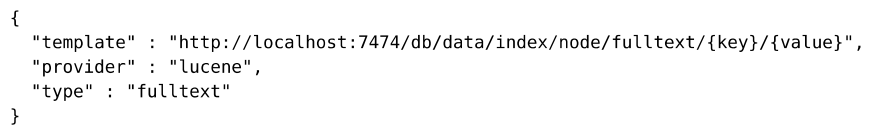 {
  "template" : "http://localhost:7474/db/data/index/node/fulltext/{key}/{value}",
  "provider" : "lucene",
  "type" : "fulltext"
}